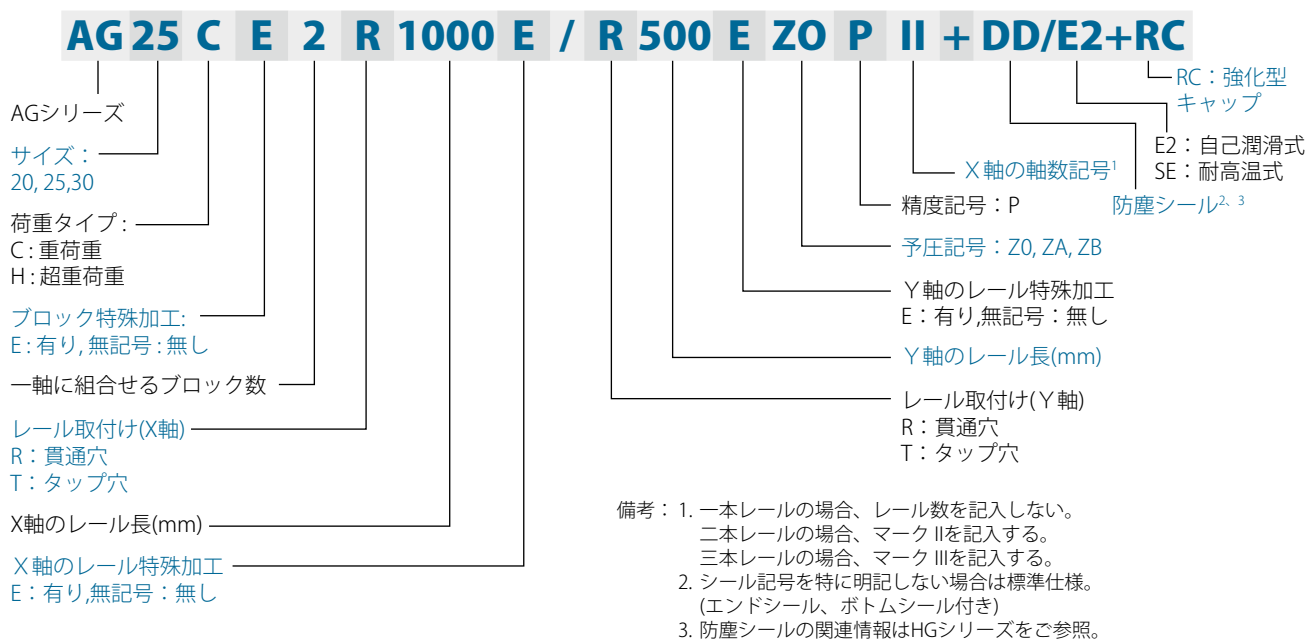 AG 25 C E 2 R 1000 E / R 500 E ZO P II + DD/E2+RC
AGシリーズ
サイズ：
20, 25,30
荷重タイプ :
C : 重荷重
H : 超重荷重
ブロック特殊加工:
E : 有り, 無記号 : 無し
一軸に組合せるブロック数
レール取付け(X軸)
R：貫通穴
T：タップ穴
X軸のレール長(mm)
Ｘ軸のレール特殊加工
E：有り,無記号：無し
RC：強化型
キャップ
E2：自己潤滑式
SE：耐高温式
防塵シール2、3
Ｘ軸の軸数記号1
精度記号：P
予圧記号：Z0, ZA, ZB
Ｙ軸のレール特殊加工
E：有り,無記号：無し
Ｙ軸のレール長(mm)
レール取付け(Ｙ軸)
R：貫通穴
T：タップ穴
備考： 1. 一本レールの場合、レール数を記入しない。
二本レールの場合、マーク IIを記入する。
三本レールの場合、マーク IIIを記入する。
2. シール記号を特に明記しない場合は標準仕様。
(エンドシール、ボトムシール付き)
3. 防塵シールの関連情報はHGシリーズをご参照。